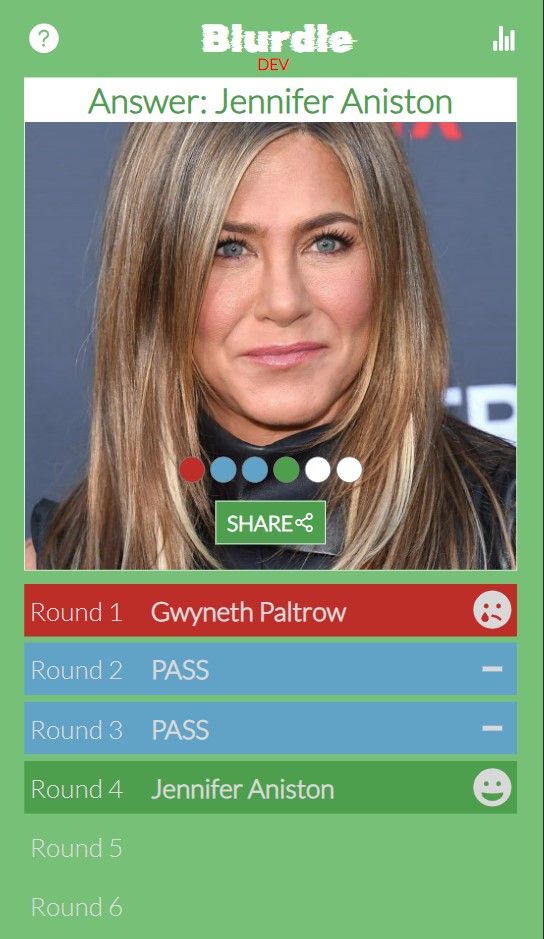 ?
Blurdle
DEV
Answer: Jennifer Aniston
SHARE
Round 1 Gwyneth Paltrow
Round 2 PASS
Round 3 PASS
Round 4 Jennifer Aniston
Round 5
Round 6